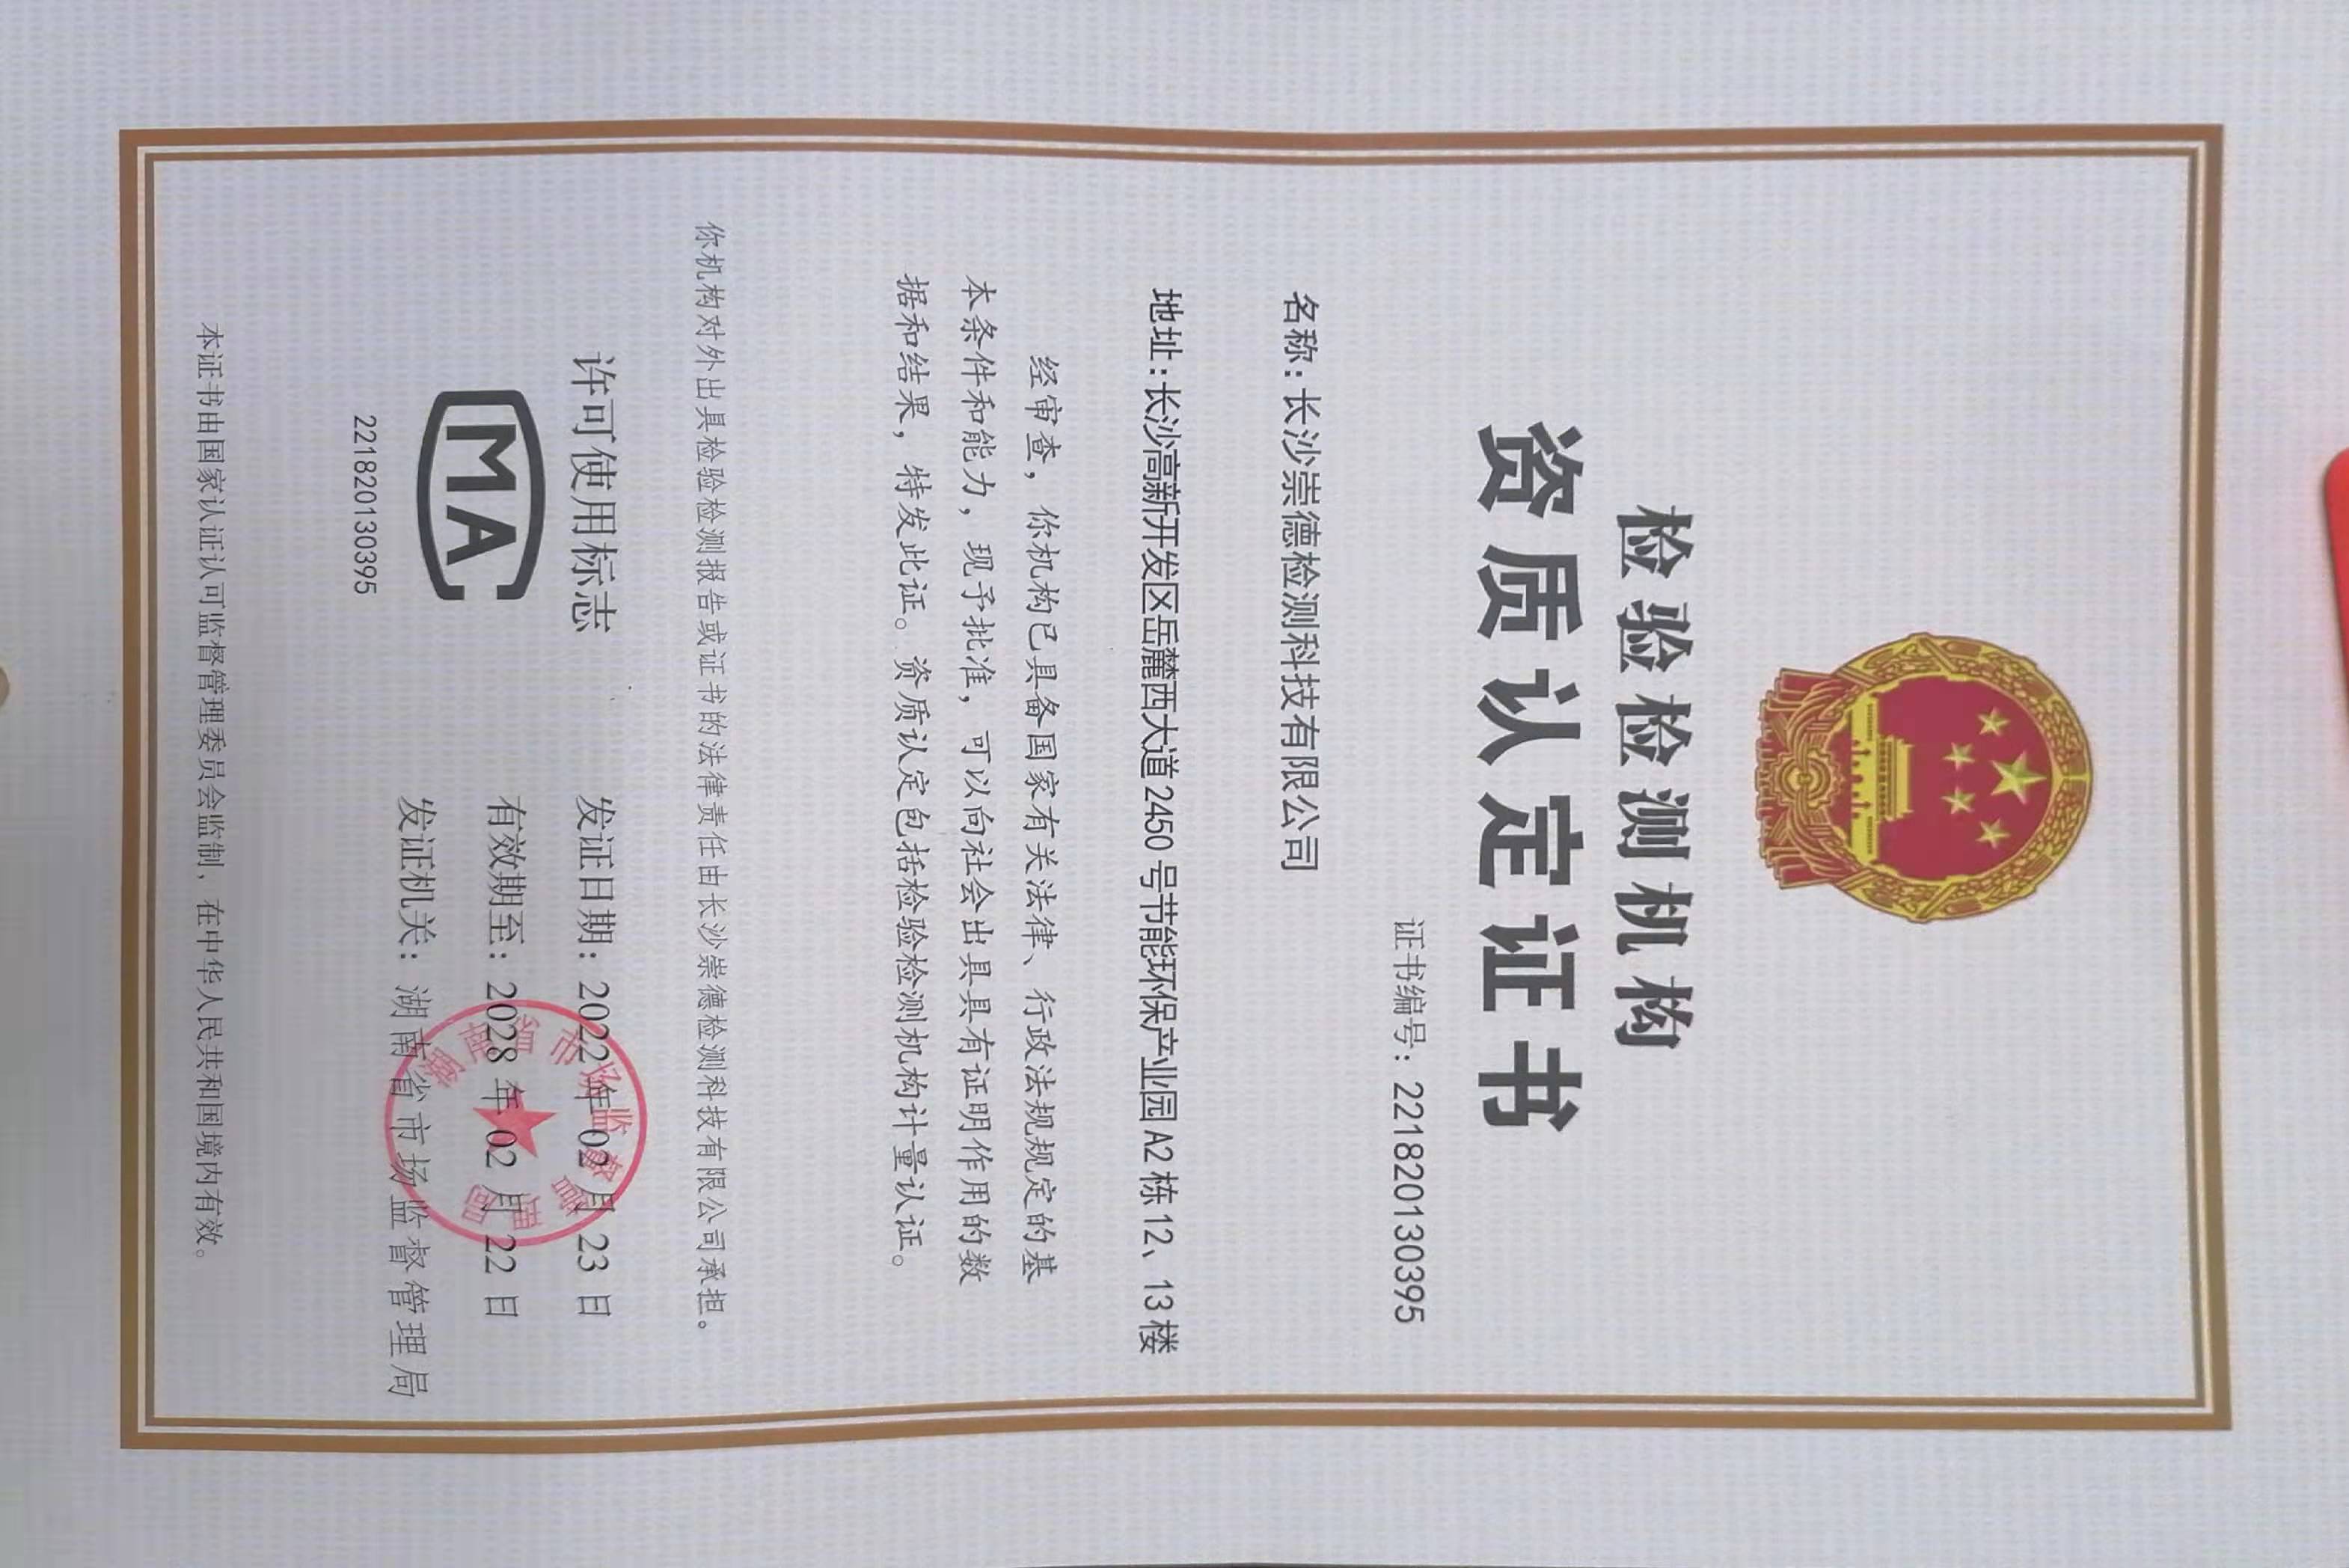 检验检测机构
资质认定证书
证书编号：221820130395
名称：长沙崇德检测科技有限公司
地址：长沙高新开发区岳麓西大道2450号节能环保产业园A2栋12、13楼
经审查，你机构已具备国家有关法律、行政法规规定的基
本条件和能力，现予批准，可以向社会出具具有证明作用的数
据和结果，特发此证。资质认定包括检验检测机构计量认证。
你机构对外出具检验检测报告或证书的法律责任由长沙崇德检测科技有限公司承担。
许可使用标志
MA
221820130395
发证日期：2022年02月23日
有效期至：2028年02月22日
发证机关：湖南省市场监督管理局
湖南省市场监督管理局
本证书由国家认证认可监督管理委员会监制，在中华人民共和国境内有效。